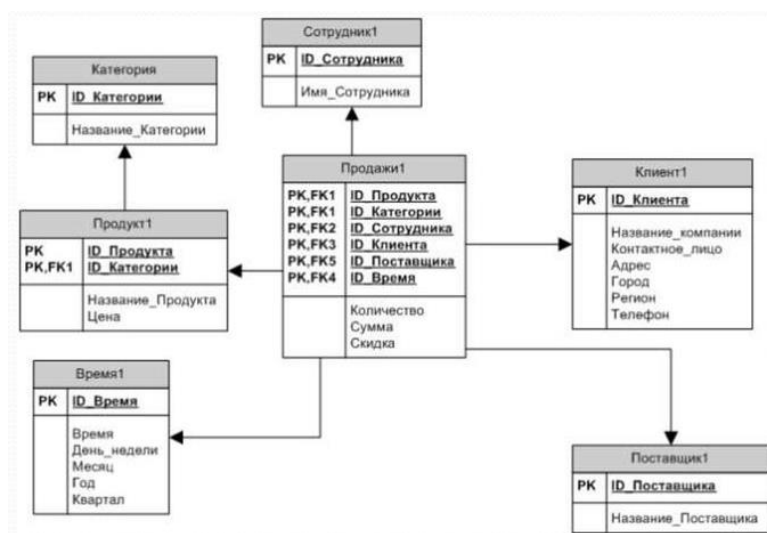 Сотрудник1
PK ID_Сотрудника
Имя_Сотрудника
Категория
PK ID_Категории
Название_Категории
Продажи1
PK,FK1 ID_Продукта
PK,FK1 ID_Категории
PK,FK2 ID_Сотрудника
PK,FK3 ID_Клиента
PK,FK5 ID_Поставщика
PK,FK4 ID_Время
Количество
Сумма
Скидка
Клиент1
PK ID_Клиента
Название_компании
Контактное_лицо
Адрес
Город
Регион
Телефон
Продукт1
PK ID_Продукта
PK,FK1 ID_Категории
Название_Продукта
Цена
Время1
PK ID_Время
Время
День_недели
Месяц
Год
Квартал
Поставщик1
PK ID_Поставщика
Название_Поставщика